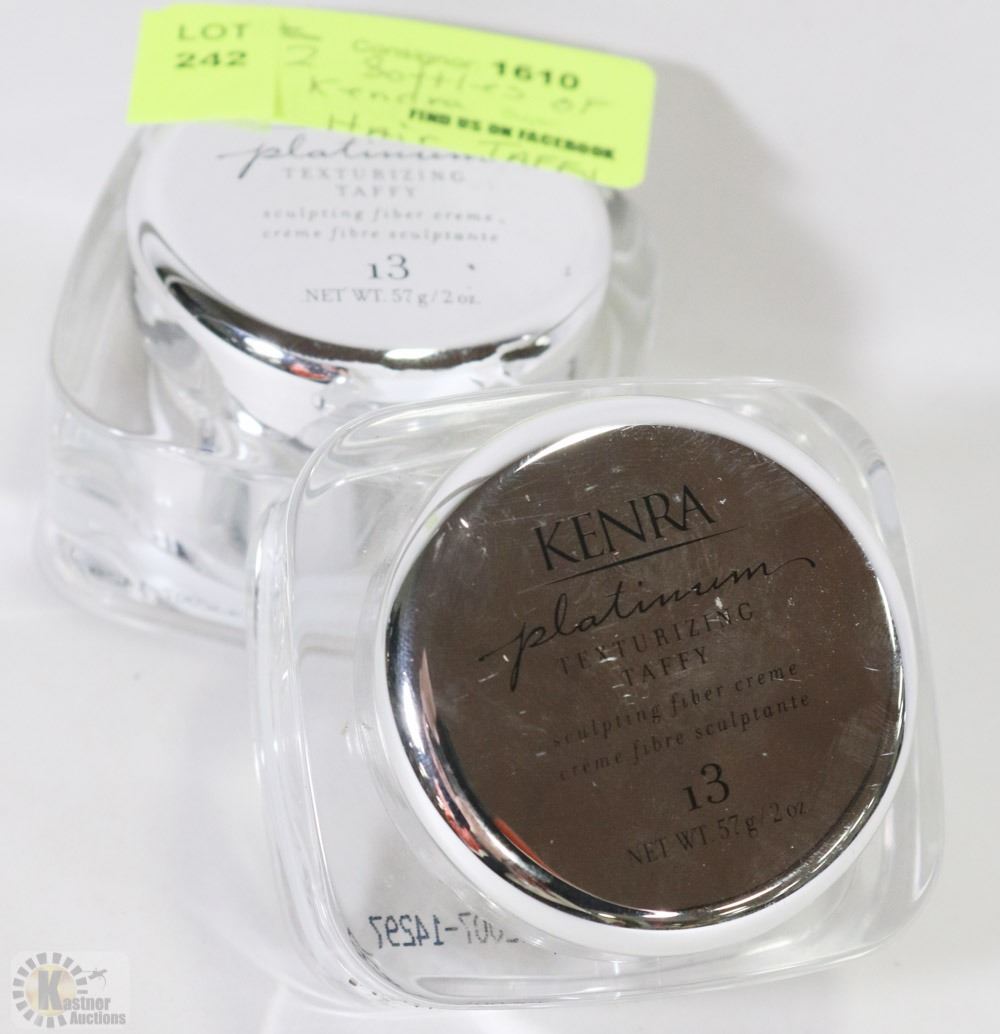 LOT
242
Consignor 1610
2 Bottles of
Kenra
FIND US ON FACEBOOK
Hair Taffy
platinum
TEXTURIZING
TAFFY
sculpting fiber creme
creme fibre sculptante
13
NET WT. 57 g / 2 oz.
KENRA
platinum
TEXTURIZING
TAFFY
sculpting fiber creme
creme fibre sculptante
13
NET WT. 57 g / 2 oz.
Kastner
Auctions